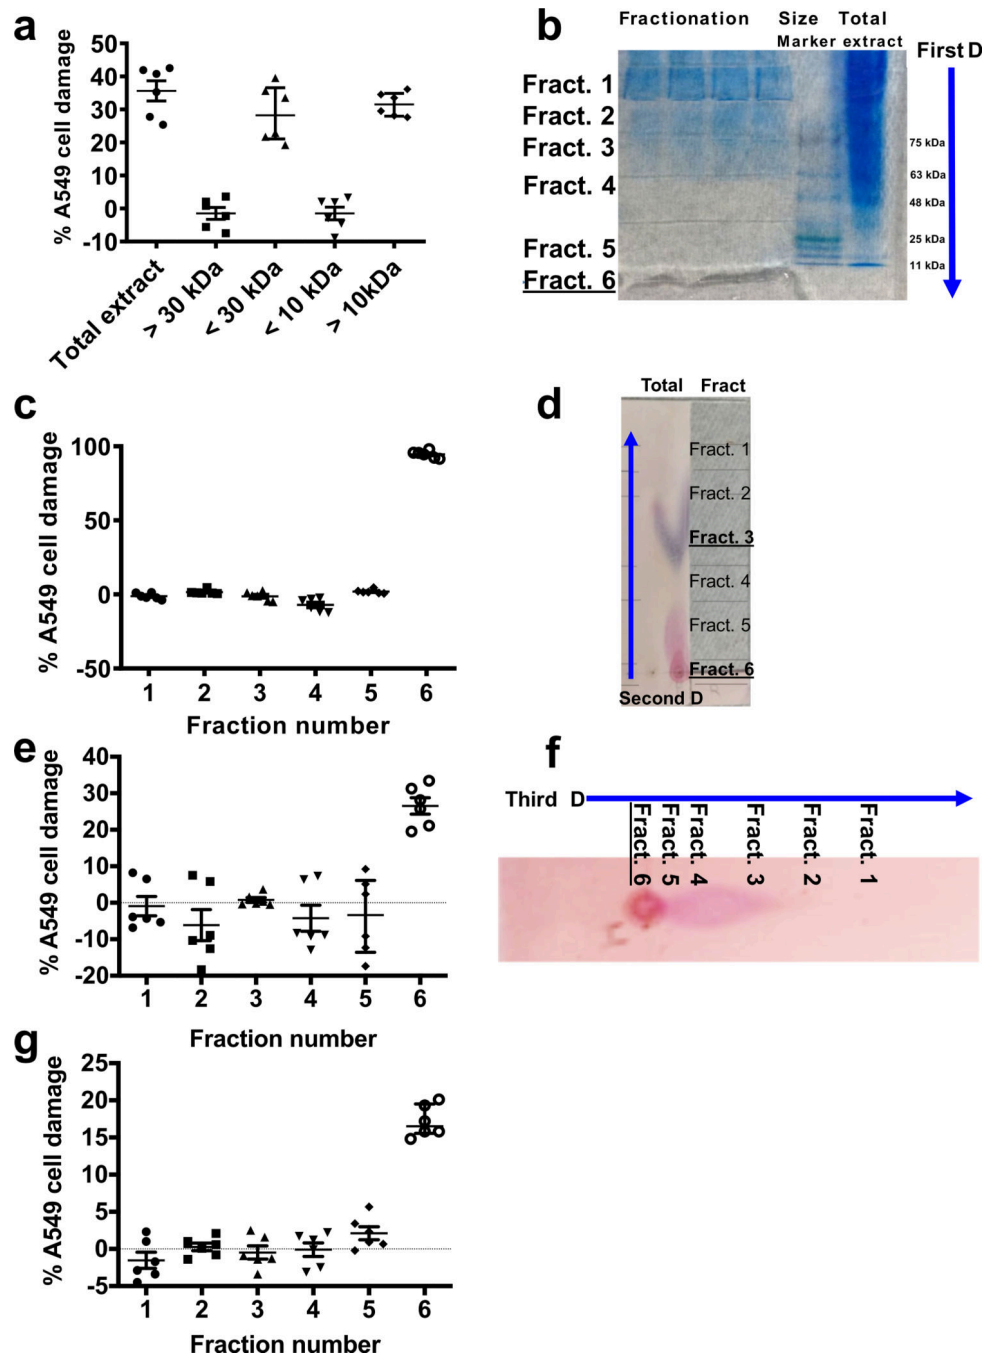 a
% A549 cell damage
50
40
30
20
10
0
-10
Total extract
> 30 kDa
< 30 kDa
< 10 kDa
> 10kDa
b
Fractionation Size Total
Marker extract
First D
Fract. 1
Fract. 2
Fract. 3
Fract. 4
Fract. 5
Fract. 6
75 kDa
63 kDa
48 kDa
25 kDa
11 kDa
c
% A549 cell damage
100
50
0
-50
1 2 3 4 5 6
Fraction number
d
Total Fract
Fract. 1
Fract. 2
Fract. 3
Fract. 4
Fract. 5
Fract. 6
Second D
e
% A549 cell damage
40
30
20
10
0
-10
-20
1 2 3 4 5 6
Fraction number
f
Third D
Fract. 6
Fract. 5
Fract. 4
Fract. 3
Fract. 2
Fract. 1
g
% A549 cell damage
25
20
15
10
5
0
-5
1 2 3 4 5 6
Fraction number